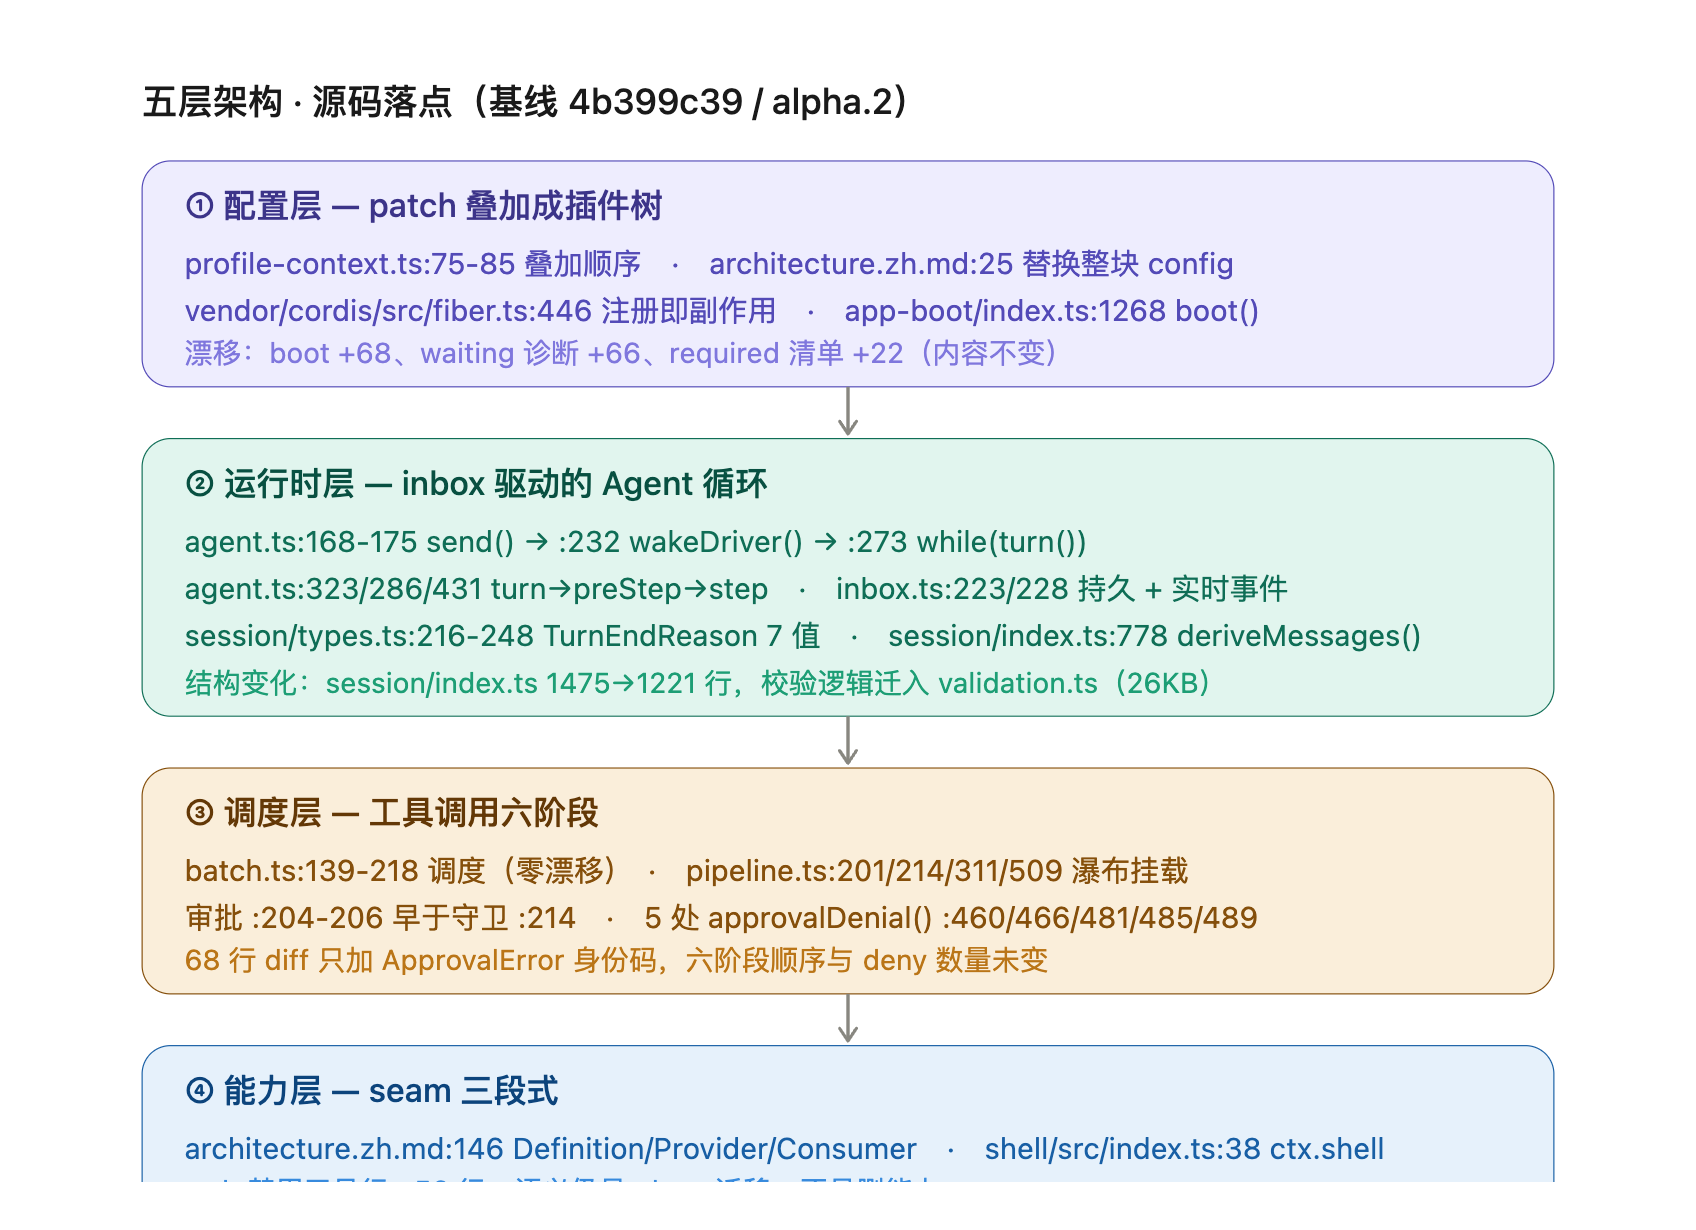 五层架构 · 源码落点（基线 4b399c39 / alpha.2）
① 配置层 — patch 叠加成插件树
profile-context.ts:75-85 叠加顺序 · architecture.zh.md:25 替换整块 config
vendor/cordis/src/fiber.ts:446 注册即副作用 · app-boot/index.ts:1268 boot()
漂移：boot +68、waiting 诊断 +66、required 清单 +22（内容不变）
② 运行时层 — inbox 驱动的 Agent 循环
agent.ts:168-175 send() → :232 wakeDriver() → :273 while(turn())
agent.ts:323/286/431 turn→preStep→step · inbox.ts:223/228 持久 + 实时事件
session/types.ts:216-248 TurnEndReason 7 值 · session/index.ts:778 deriveMessages()
结构变化：session/index.ts 1475→1221 行，校验逻辑迁入 validation.ts（26KB）
③ 调度层 — 工具调用六阶段
batch.ts:139-218 调度（零漂移） · pipeline.ts:201/214/311/509 瀑布挂载
审批 :204-206 早于守卫 :214 · 5 处 approvalDenial() :460/466/481/485/489
68 行 diff 只加 ApprovalError 身份码，六阶段顺序与 deny 数量未变
④ 能力层 — seam 三段式
architecture.zh.md:146 Definition/Provider/Consumer · shell/src/index.ts:38 ctx.shell